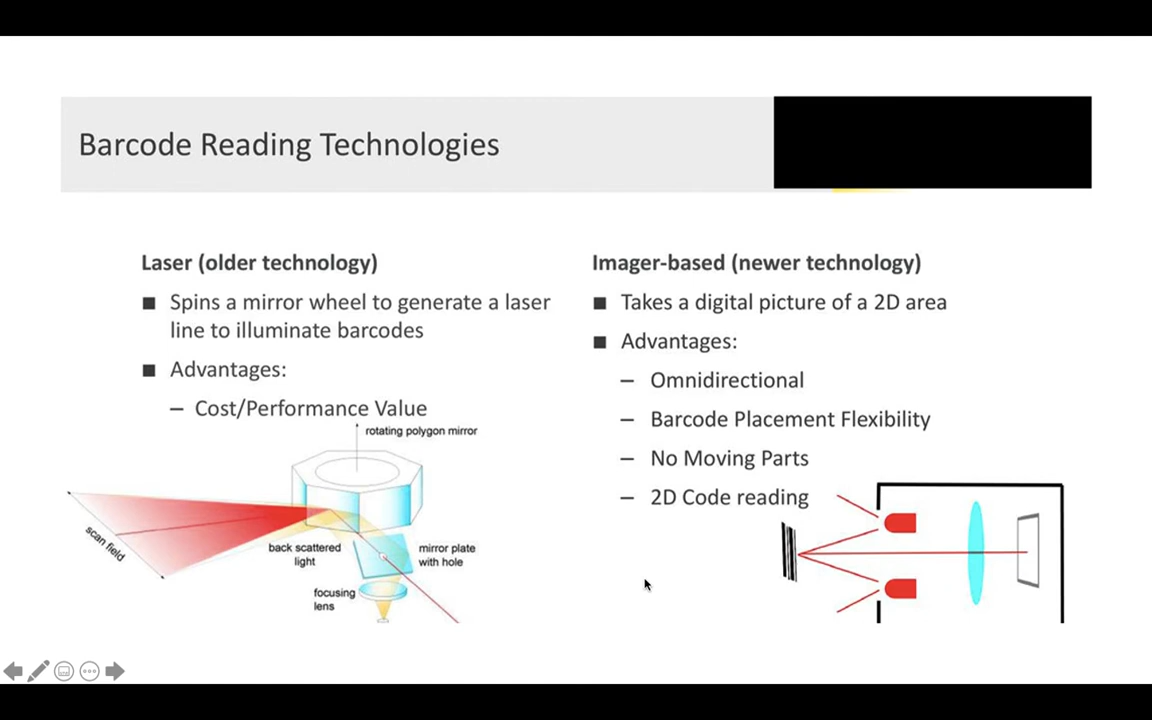 Barcode Reading Technologies
Laser (older technology)
■ Spins a mirror wheel to generate a laser
line to illuminate barcodes
■ Advantages:
– Cost/Performance Value
rotating polygon mirror
scan field
back scattered
light
mirror plate
with hole
focusing
lens
Imager-based (newer technology)
■ Takes a digital picture of a 2D area
■ Advantages:
– Omnidirectional
– Barcode Placement Flexibility
– No Moving Parts
– 2D Code reading